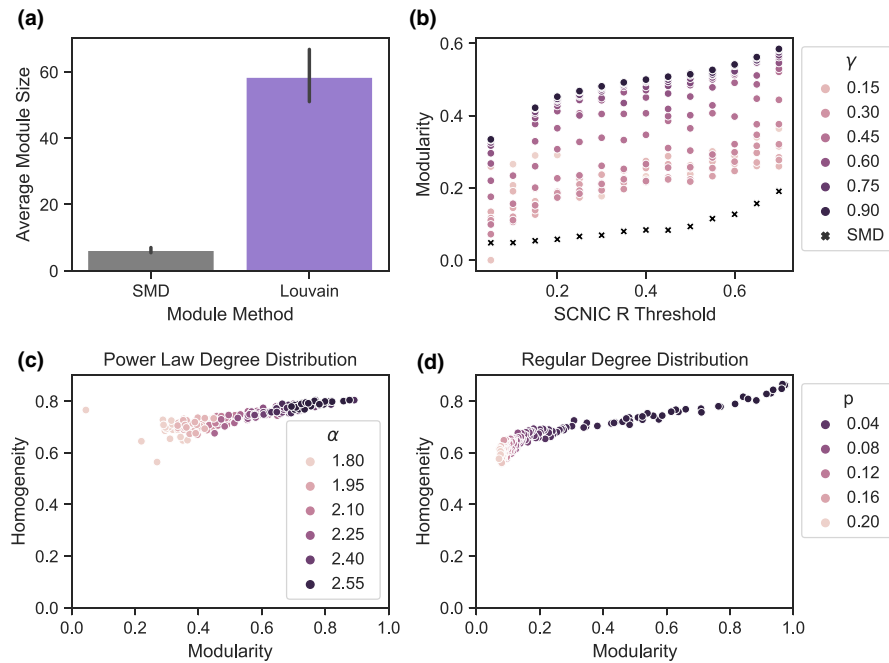 (a)
60
40
20
0
Average Module Size
SMD
Louvain
Module Method
(b)
0.6
0.4
0.2
0.0
Modularity
0.2
0.4
0.6
SCNIC R Threshold
γ
0.15
0.30
0.45
0.60
0.75
0.90
SMD
(c)
Power Law Degree Distribution
0.8
0.6
0.4
0.2
0.0
Homogeneity
0.0
0.2
0.4
0.6
0.8
1.0
Modularity
α
1.80
1.95
2.10
2.25
2.40
2.55
(d)
Regular Degree Distribution
0.8
0.6
0.4
0.2
0.0
Homogeneity
0.0
0.2
0.4
0.6
0.8
1.0
Modularity
p
0.04
0.08
0.12
0.16
0.20